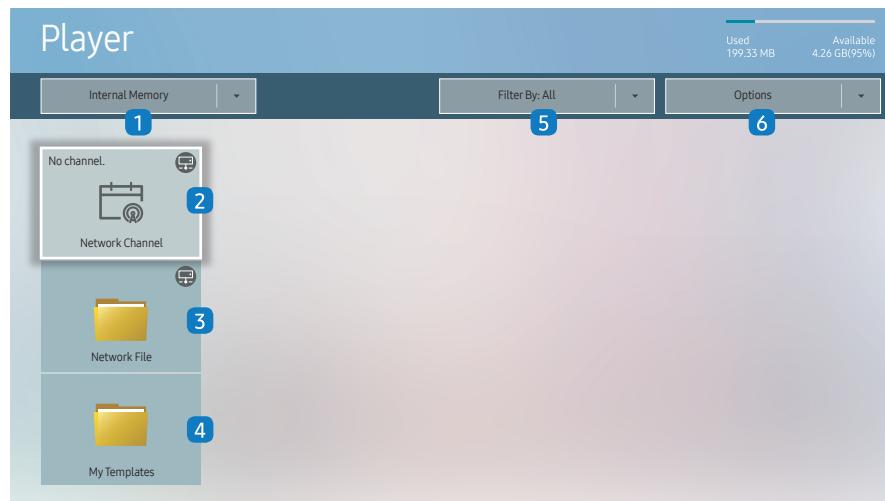 Player
Used
199.33 MB
Available
4.26 GB(95%)
Internal Memory
Filter By: All
Options
1
5
6
No channel.
2
Network Channel
3
Network File
4
My Templates